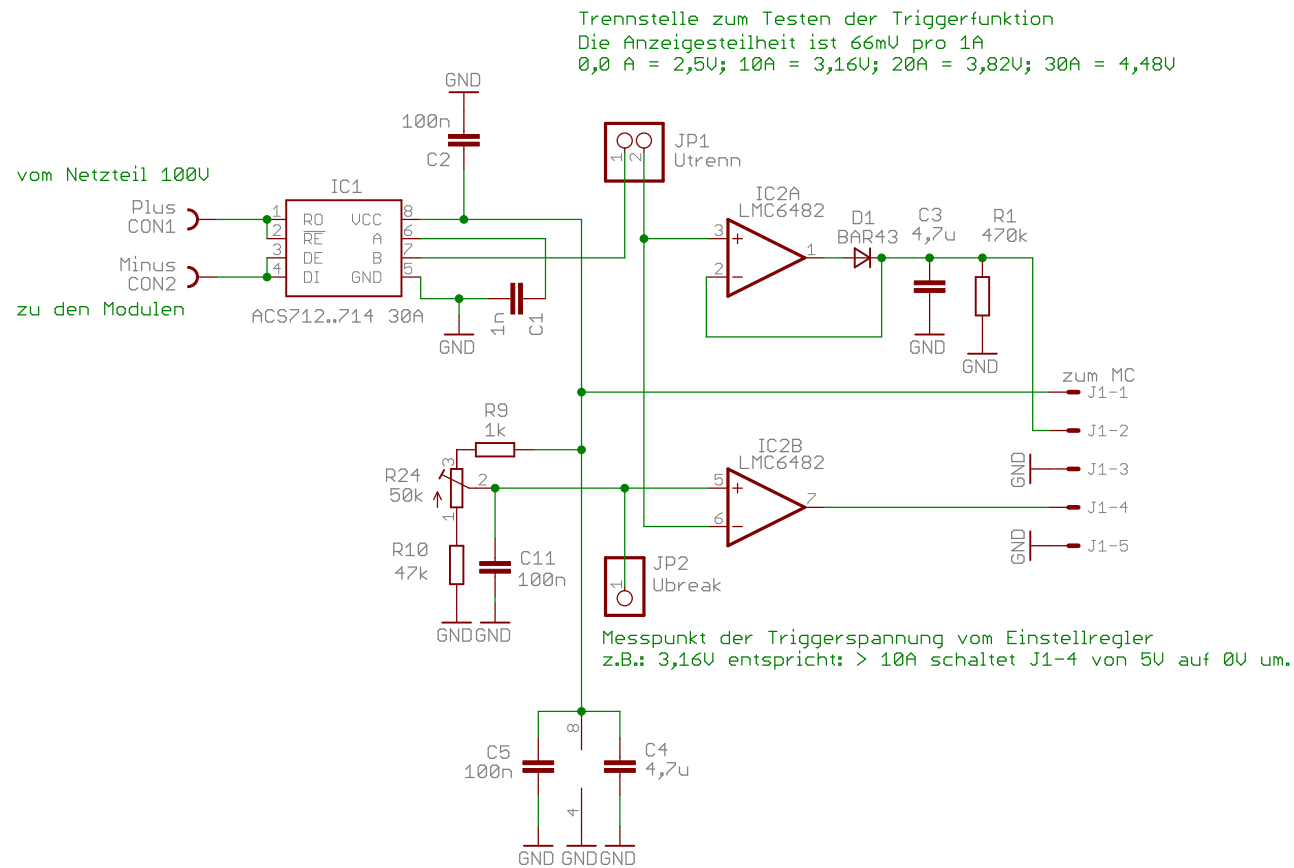 Trennstelle zum Testen der Triggerfunktion
Die Anzeigesteilheit ist 66mV pro 1A
0,0 A = 2,5V; 10A = 3,16V; 20A = 3,82V; 30A = 4,48V
GND
100n
C2
JP1
Utrenn
1
2
vom Netzteil 100V
Plus
CON1
Minus
CON2
zu den Modulen
IC1
1 RO VCC 8
2 RE A 6
3 DE B 7
4 DI GND 5
ACS712..714 30A
1n
C1
GND
IC2A
LMC6482
3
2
1
D1
BAR43
C3
4,7u
R1
470k
GND
GND
zum MC
J1-1
J1-2
GND
J1-3
J1-4
GND
J1-5
R9
1k
R24
50k
3
2
1
R10
47k
C11
100n
GND
GND
IC2B
LMC6482
5
6
7
JP2
Ubreak
1
Messpunkt der Triggerspannung vom Einstellregler
z.B.: 3,16V entspricht: > 10A schaltet J1-4 von 5V auf 0V um.
C5
100n
8
4
C4
4,7u
GND
GND
GND